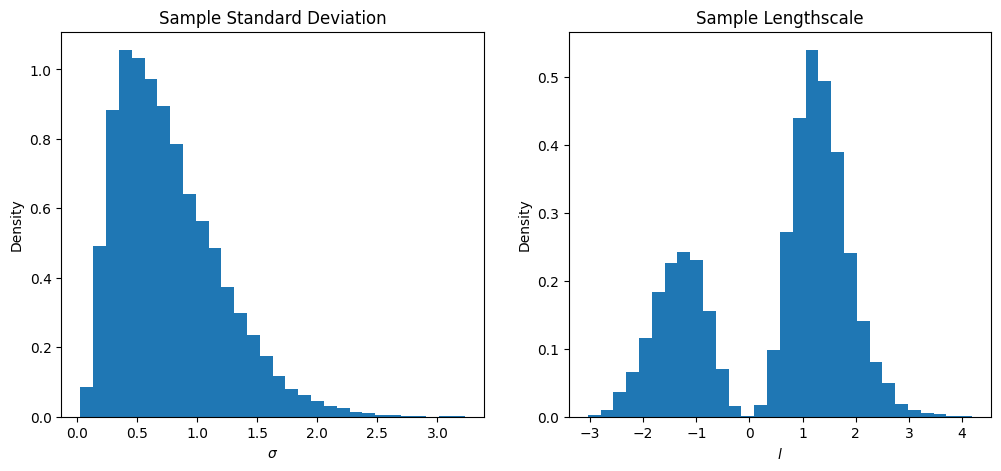 Sample Standard Deviation
Density
1.0
0.8
0.6
0.4
0.2
0.0
0.0 0.5 1.0 1.5 2.0 2.5 3.0
σ
Sample Lengthscale
Density
0.5
0.4
0.3
0.2
0.1
0.0
−3 −2 −1 0 1 2 3 4
l